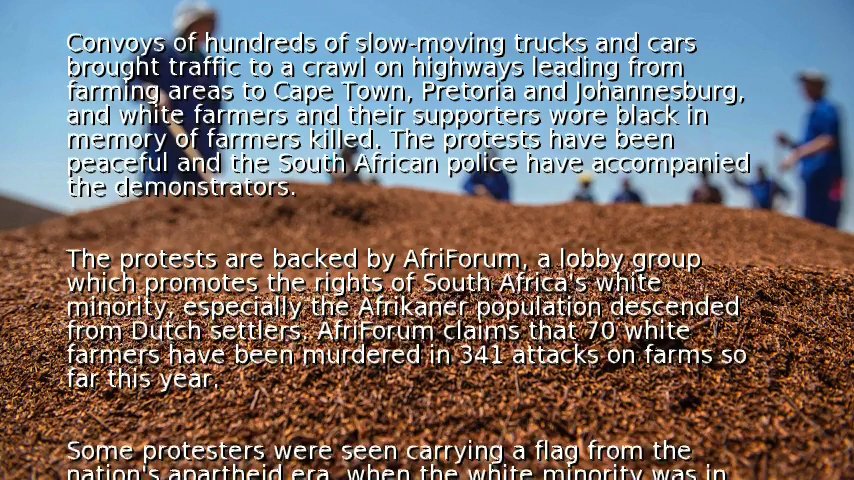 Convoys of hundreds of slow-moving trucks and cars
brought traffic to a crawl on highways leading from
farming areas to Cape Town, Pretoria and Johannesburg,
and white farmers and their supporters wore black in
memory of farmers killed. The protests have been
peaceful and the South African police have accompanied
the demonstrators.
The protests are backed by AfriForum, a lobby group
which promotes the rights of South Africa's white
minority, especially the Afrikaner population descended
from Dutch settlers. AfriForum claims that 70 white
farmers have been murdered in 341 attacks on farms so
far this year.
Some protesters were seen carrying a flag from the
nation's apartheid era, when the white minority was in